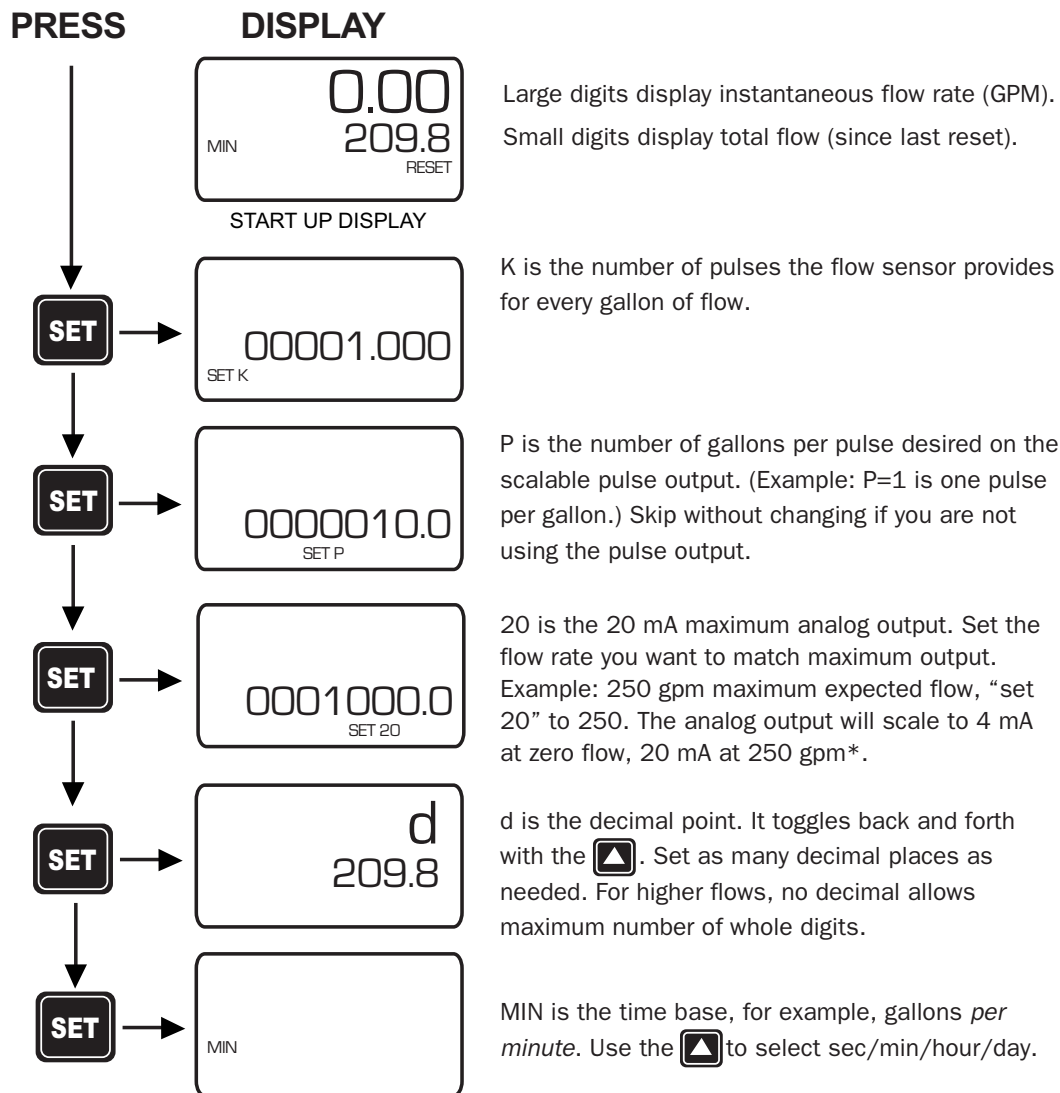 PRESS DISPLAY
0.00
MIN 209.8
RESET
START UP DISPLAY
Large digits display instantaneous flow rate (GPM).
Small digits display total flow (since last reset).
SET
00001.000
SET K
K is the number of pulses the flow sensor provides
for every gallon of flow.
SET
0000010.0
SET P
P is the number of gallons per pulse desired on the
scalable pulse output. (Example: P=1 is one pulse
per gallon.) Skip without changing if you are not
using the pulse output.
SET
0001000.0
SET 20
20 is the 20 mA maximum analog output. Set the
flow rate you want to match maximum output.
Example: 250 gpm maximum expected flow, “set
20” to 250. The analog output will scale to 4 mA
at zero flow, 20 mA at 250 gpm*.
SET
d
209.8
d is the decimal point. It toggles back and forth
with the . Set as many decimal places as
needed. For higher flows, no decimal allows
maximum number of whole digits.
SET
MIN
MIN is the time base, for example, gallons per
minute. Use the to select sec/min/hour/day.